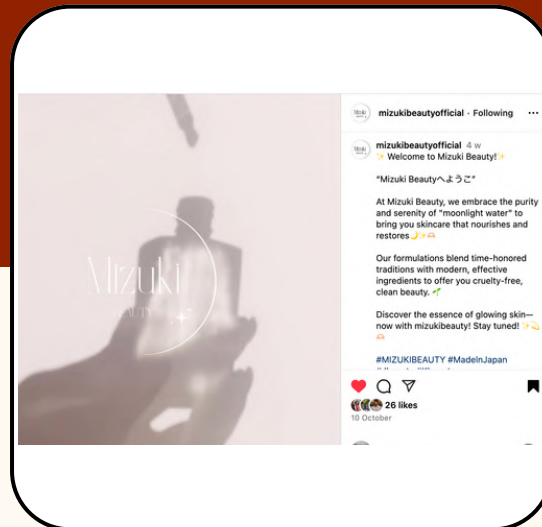 Mizuki
BEAUTY
mizukibeautyofficial · Following ...
mizukibeautyofficial 4 w
✨ Welcome to Mizuki Beauty!✨
"Mizuki Beautyへようこそ"
At Mizuki Beauty, we embrace the purity
and serenity of "moonlight water" to
bring you skincare that nourishes and
restores🌙✨🫶🏻
Our formulations blend time-honored
traditions with modern, effective
ingredients to offer you cruelty-free,
clean beauty. 🌱
Discover the essence of glowing skin—
now with mizukibeauty! Stay tuned! ✨💫
🫶🏻
#MIZUKIBEAUTY #MadeInJapan
26 likes
10 October